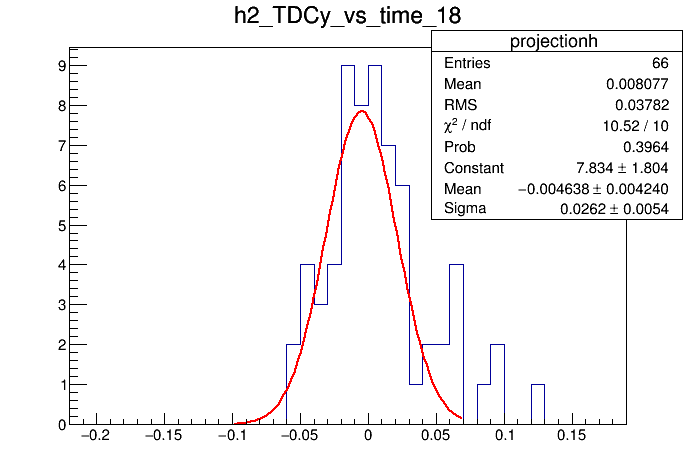 h2_TDCy_vs_time_18
projectionh
Entries 66
Mean 0.008077
RMS 0.03782
χ² / ndf 10.52 / 10
Prob 0.3964
Constant 7.834 ± 1.804
Mean −0.004638 ± 0.004240
Sigma 0.0262 ± 0.0054
9
8
7
6
5
4
3
2
1
0
−0.2 −0.15 −0.1 −0.05 0 0.05 0.1 0.15